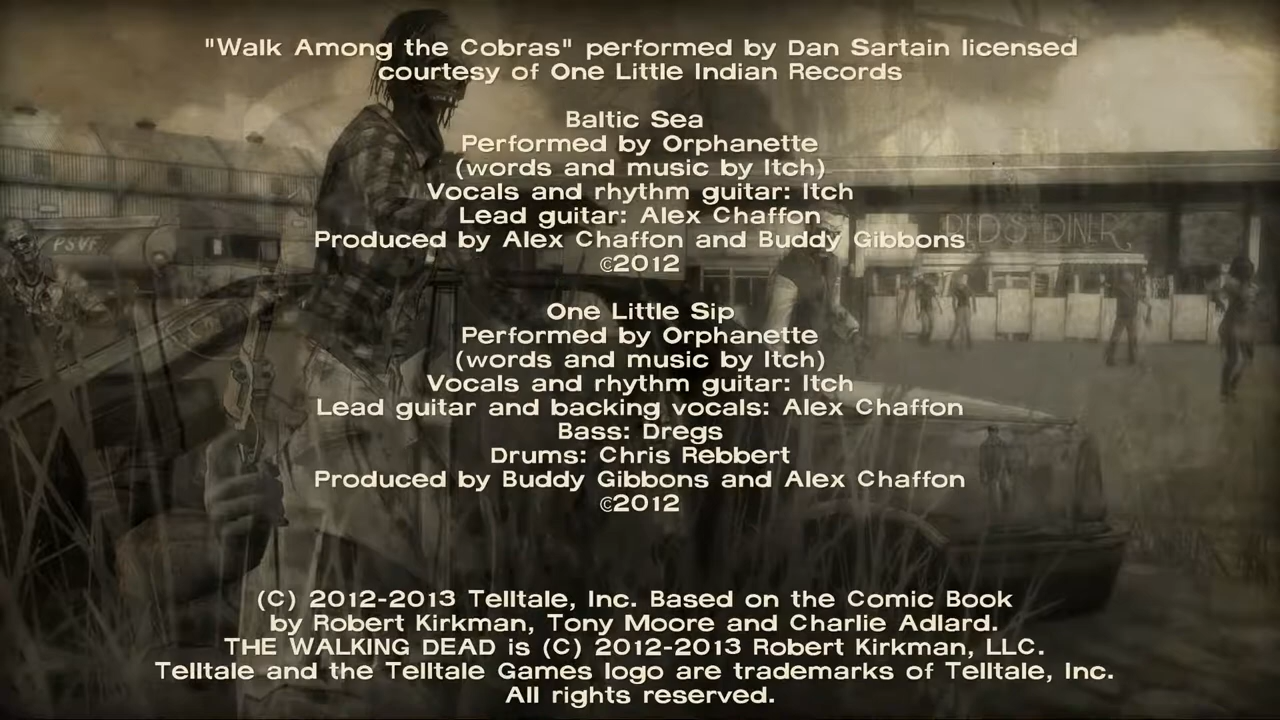 "Walk Among the Cobras" performed by Dan Sartain licensed
courtesy of One Little Indian Records
Baltic Sea
Performed by Orphanette
(words and music by Itch)
Vocals and rhythm guitar: Itch
Lead guitar: Alex Chaffon
Produced by Alex Chaffon and Buddy Gibbons
©2012
One Little Sip
Performed by Orphanette
(words and music by Itch)
Vocals and rhythm guitar: Itch
Lead guitar and backing vocals: Alex Chaffon
Bass: Dregs
Drums: Chris Rebbert
Produced by Buddy Gibbons and Alex Chaffon
©2012
(C) 2012-2013 Telltale, Inc. Based on the Comic Book
by Robert Kirkman, Tony Moore and Charlie Adlard.
THE WALKING DEAD is (C) 2012-2013 Robert Kirkman, LLC.
Telltale and the Telltale Games logo are trademarks of Telltale, Inc.
All rights reserved.
DINER